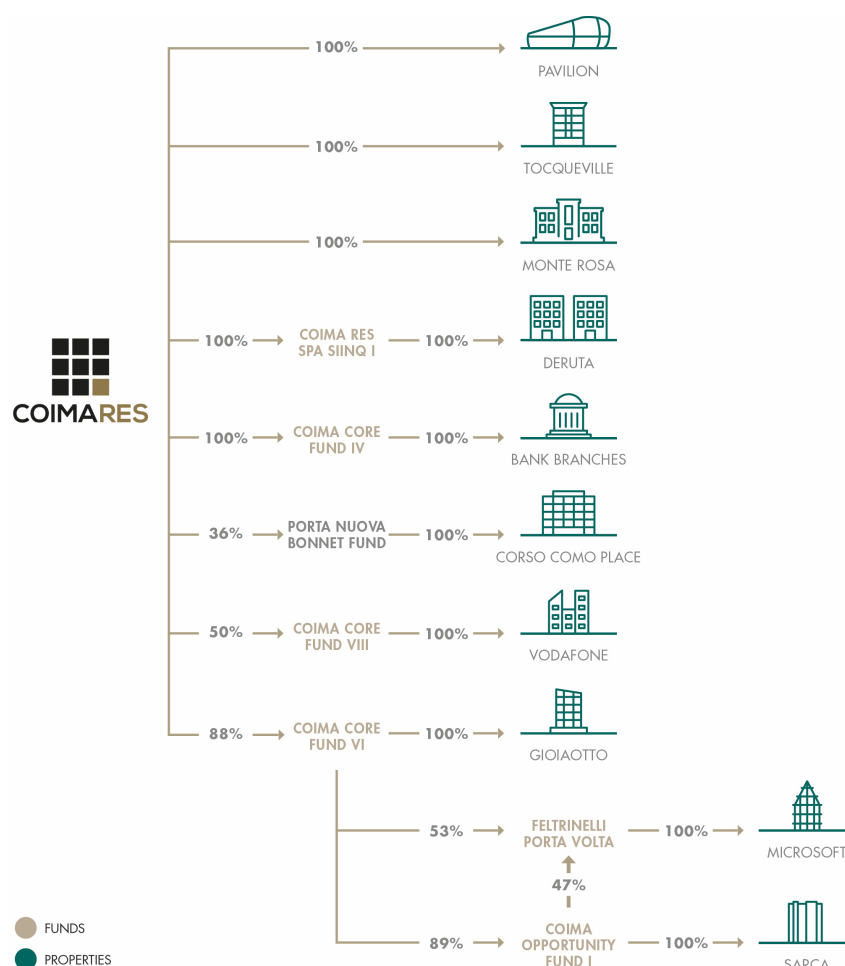 100%
PAVILION
100%
TOCQUEVILLE
100%
MONTE ROSA
100%
COIMA RES
SPA SIINQ I
100%
DERUTA
COIMARES
100%
COIMA CORE
FUND IV
100%
BANK BRANCHES
36%
PORTA NUOVA
BONNET FUND
100%
CORSO COMO PLACE
50%
COIMA CORE
FUND VIII
100%
VODAFONE
88%
COIMA CORE
FUND VI
100%
GIOIAOTTO
53%
FELTRINELLI
PORTA VOLTA
100%
MICROSOFT
47%
89%
COIMA
OPPORTUNITY
FUND I
100%
SARCA
FUNDS
PROPERTIES